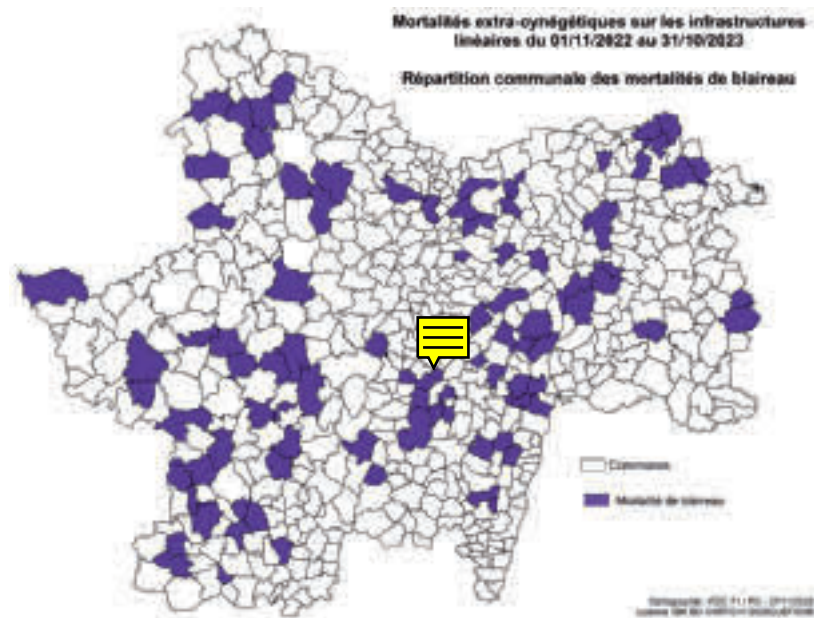 Mortalités extra-cynégétiques sur les infrastructures
linéaires du 01/11/2022 au 31/10/2023
Répartition communale des mortalités de blaireau
Communes
Mortalité de blaireau